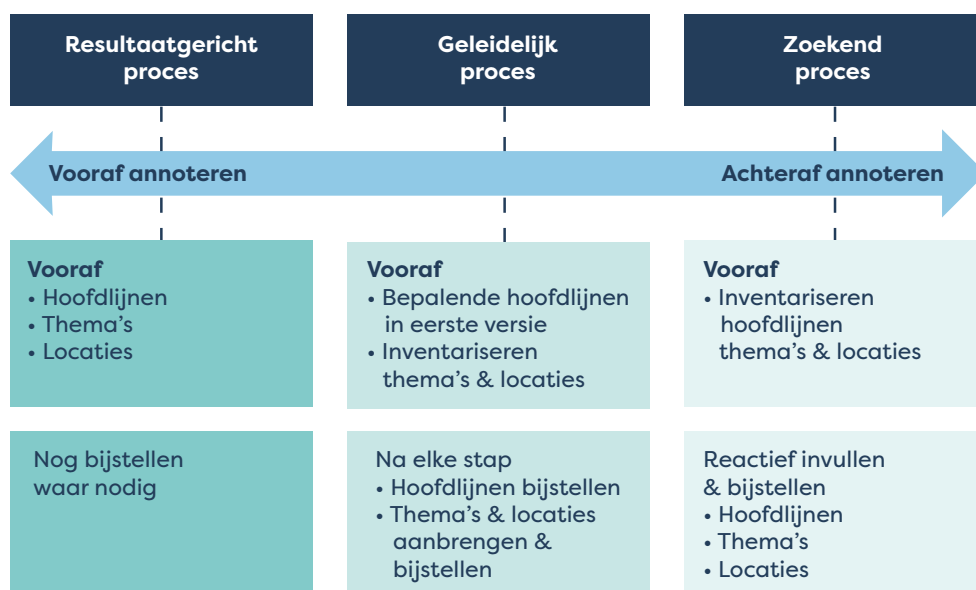 Resultaatgericht
proces
Geleidelijk
proces
Zoekend
proces
Vooraf annoteren
Achteraf annoteren
Vooraf
• Hoofdlijnen
• Thema's
• Locaties
Vooraf
• Bepalende hoofdlijnen
in eerste versie
• Inventariseren
thema's & locaties
Vooraf
• Inventariseren
hoofdlijnen
thema's & locaties
Nog bijstellen
waar nodig
Na elke stap
• Hoofdlijnen bijstellen
• Thema's & locaties
aanbrengen &
bijstellen
Reactief invullen
& bijstellen
• Hoofdlijnen
• Thema's
• Locaties